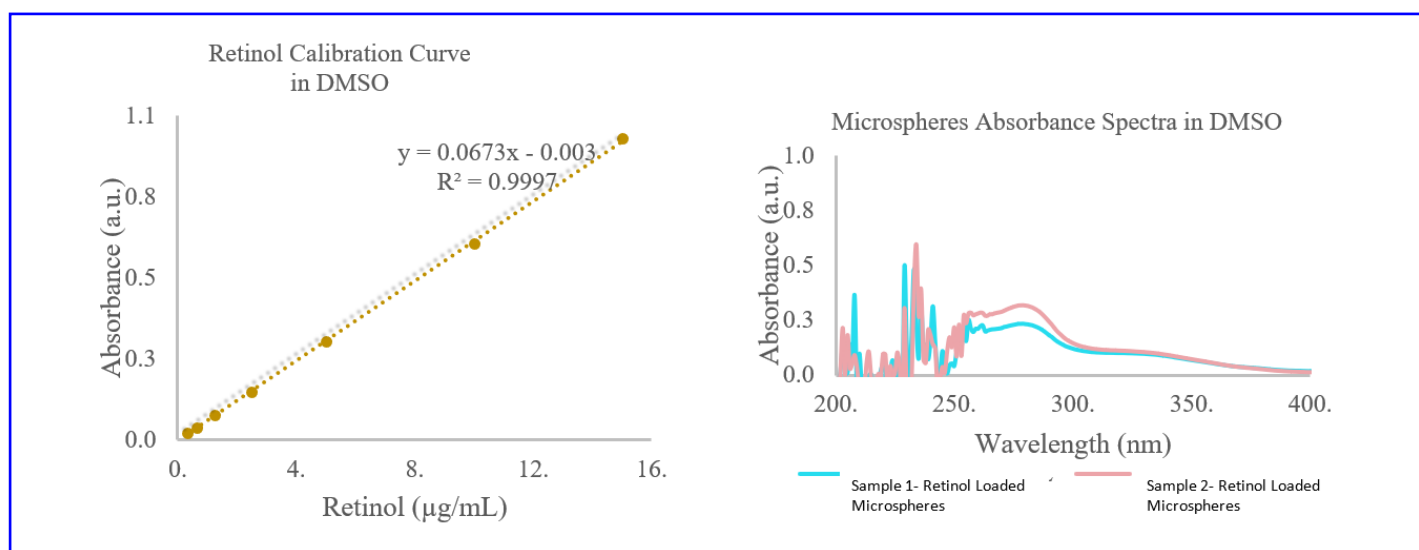 Retinol Calibration Curve
in DMSO
1.1
0.8
0.5
0.3
0.0
Absorbance (a.u.)
y = 0.0673x - 0.003
R² = 0.9997
0.
4.
8.
12.
16.
Retinol (µg/mL)
Microspheres Absorbance Spectra in DMSO
1.0
0.8
0.5
0.3
0.0
Absorbance (a.u.)
200.
250.
300.
350.
400.
Wavelength (nm)
Sample 1- Retinol Loaded
Microspheres
Sample 2- Retinol Loaded
Microspheres